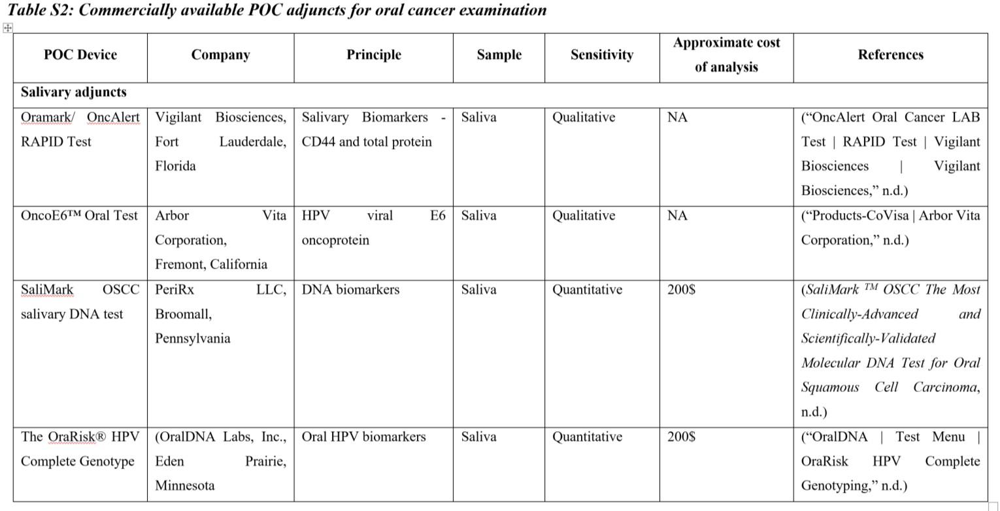 Table S2: Commercially available POC adjuncts for oral cancer examination
POC Device
Company
Principle
Sample
Sensitivity
Approximate cost
of analysis
References
Salivary adjuncts
Oramark/ OncAlert
RAPID Test
Vigilant Biosciences,
Fort Lauderdale,
Florida
Salivary Biomarkers -
CD44 and total protein
Saliva
Qualitative
NA
(“OncAlert Oral Cancer LAB
Test | RAPID Test | Vigilant
Biosciences | Vigilant
Biosciences,” n.d.)
OncoE6™ Oral Test
Arbor Vita
Corporation,
Fremont, California
HPV viral E6
oncoprotein
Saliva
Qualitative
NA
(“Products-CoVisa | Arbor Vita
Corporation,” n.d.)
SaliMark OSCC
salivary DNA test
PeriRx LLC,
Broomall,
Pennsylvania
DNA biomarkers
Saliva
Quantitative
200$
(SaliMark ™ OSCC The Most
Clinically-Advanced and
Scientifically-Validated
Molecular DNA Test for Oral
Squamous Cell Carcinoma,
n.d.)
The OraRisk® HPV
Complete Genotype
(OralDNA Labs, Inc.,
Eden Prairie,
Minnesota
Oral HPV biomarkers
Saliva
Quantitative
200$
(“OralDNA | Test Menu |
OraRisk HPV Complete
Genotyping,” n.d.)